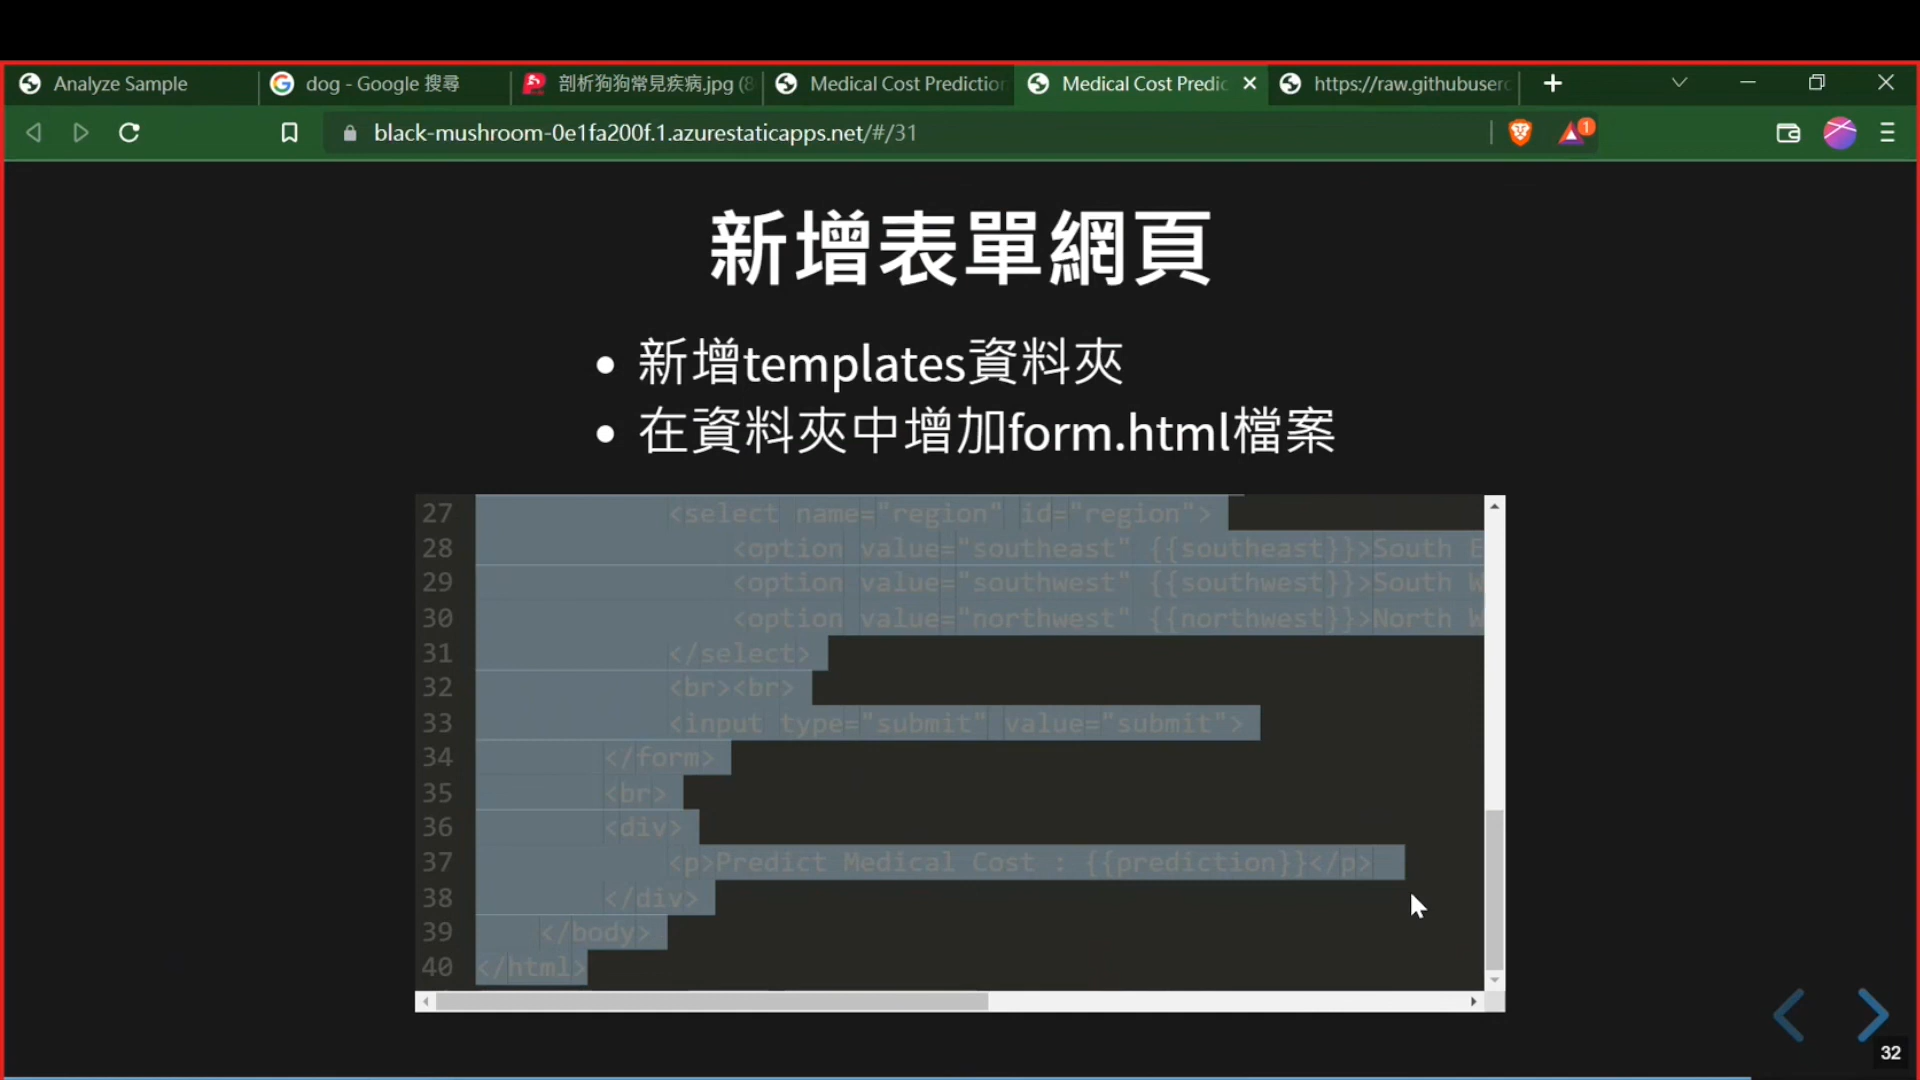 Analyze Sample
dog - Google 搜尋
剖析狗狗常見疾病.jpg (8
Medical Cost Prediction
Medical Cost Predic
https://raw.githubuserc
black-mushroom-0e1fa200f.1.azurestaticapps.net/#/31
1
新增表單網頁
新增templates資料夾
在資料夾中增加form.html檔案
27 <select name="region" id="region">
28 <option value="southeast" {{southeast}}>South E
29 <option value="southwest" {{southwest}}>South W
30 <option value="northwest" {{northwest}}>North W
31 </select>
32 <br><br>
33 <input type="submit" value="submit">
34 </form>
35 <br>
36 <div>
37 <p>Predict Medical Cost : {{prediction}}</p>
38 </div>
39 </body>
40 </html>
32